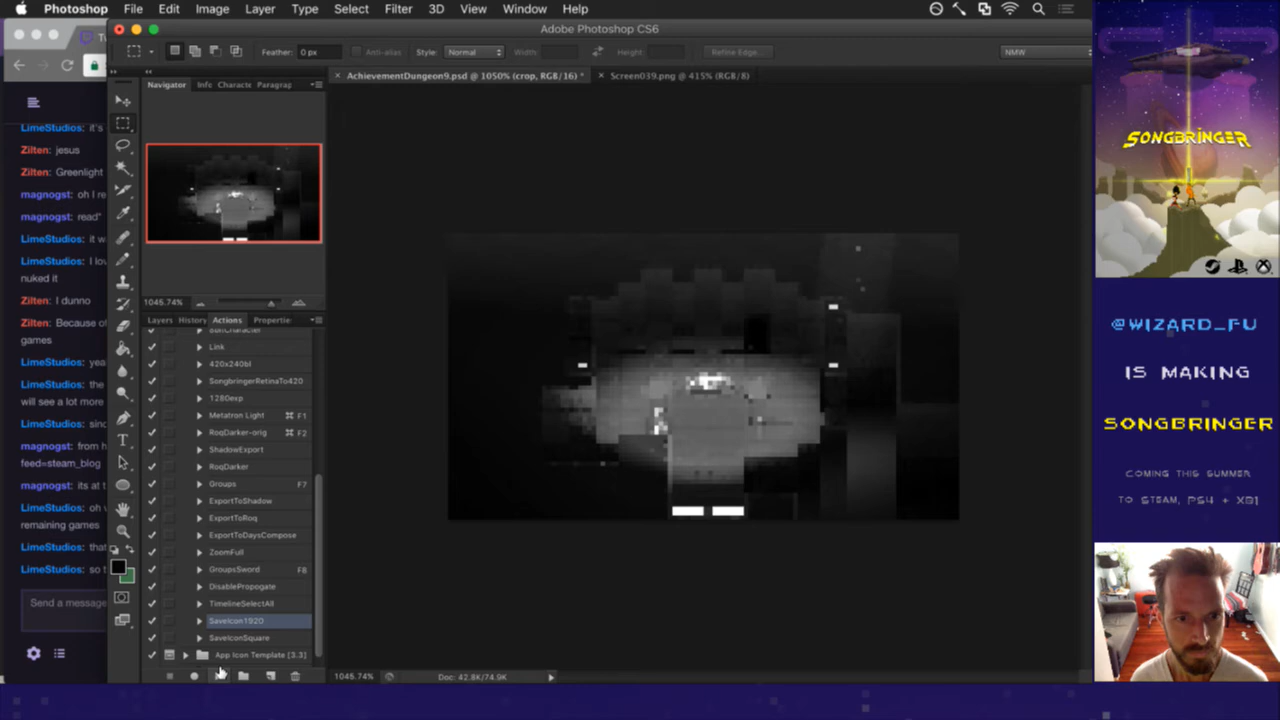 Photoshop File Edit Image Layer Type Select Filter 3D View Window Help
Adobe Photoshop CS6
Feather: 0 px Anti-alias Style: Normal Width: Height: Refine Edge... NMW
AchievementDungeon9.psd @ 1050% (crop, RGB/16) * Screen039.png @ 415% (RGB/8)
Navigator Info Characte Paragrap
1045.74%
Layers History Actions Propertie
Link
420x240bl
SongbringerRetinaTo420
1280exp
Metatron Light F1
RoqDarker-orig F2
ShadowExport
RoqDarker
Groups F7
ExportToShadow
ExportToRoq
ExportToDaysCompose
ZoomFull
GroupsSword F8
DisablePropogate
TimelineSelectAll
SaveIcon1920
SaveIconSquare
App Icon Template [3.3]
1045.74% Doc: 42.8K/74.9K
LimeStudios: it's
Zilten: jesus
Zilten: Greenlight
magnogst: oh I re
magnogst: read"
LimeStudios: it w
LimeStudios: I lo
nuked it
Zilten: I dunno
Zilten: Because o
games
LimeStudios: yea
LimeStudios: the
will see a lot more
LimeStudios: sinc
magnogst: from h
feed=steam_blog
magnogst: its at t
LimeStudios: oh v
remaining games
LimeStudios: that
LimeStudios: so t
Send a message
SONGBRINGER
@WIZARD_FU
IS MAKING
SONGBRINGER
COMING THIS SUMMER
TO STEAM, PS4 + XB1